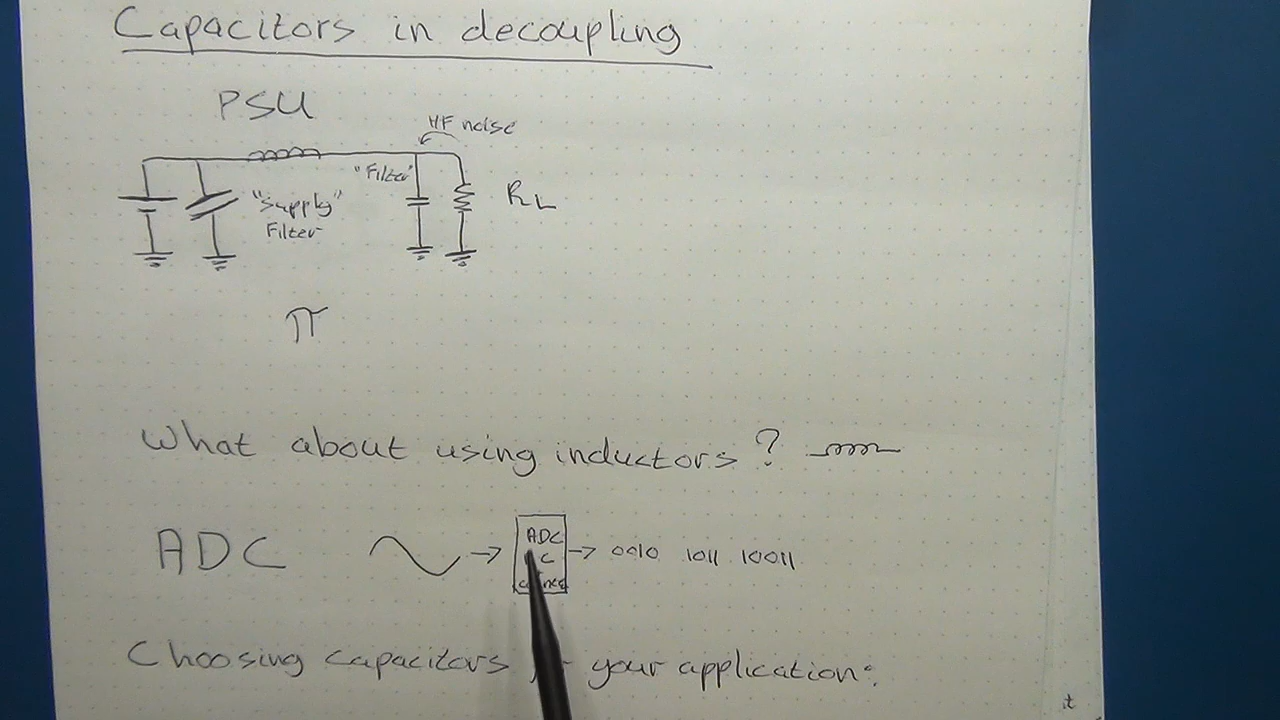 Capacitors in decoupling
PSU
HF noise
"Filter"
"Supply"
Filter
RL
π
What about using inductors?
ADC
ADC
C
→ 0010 1011 10011
Choosing capacitors your application:
it